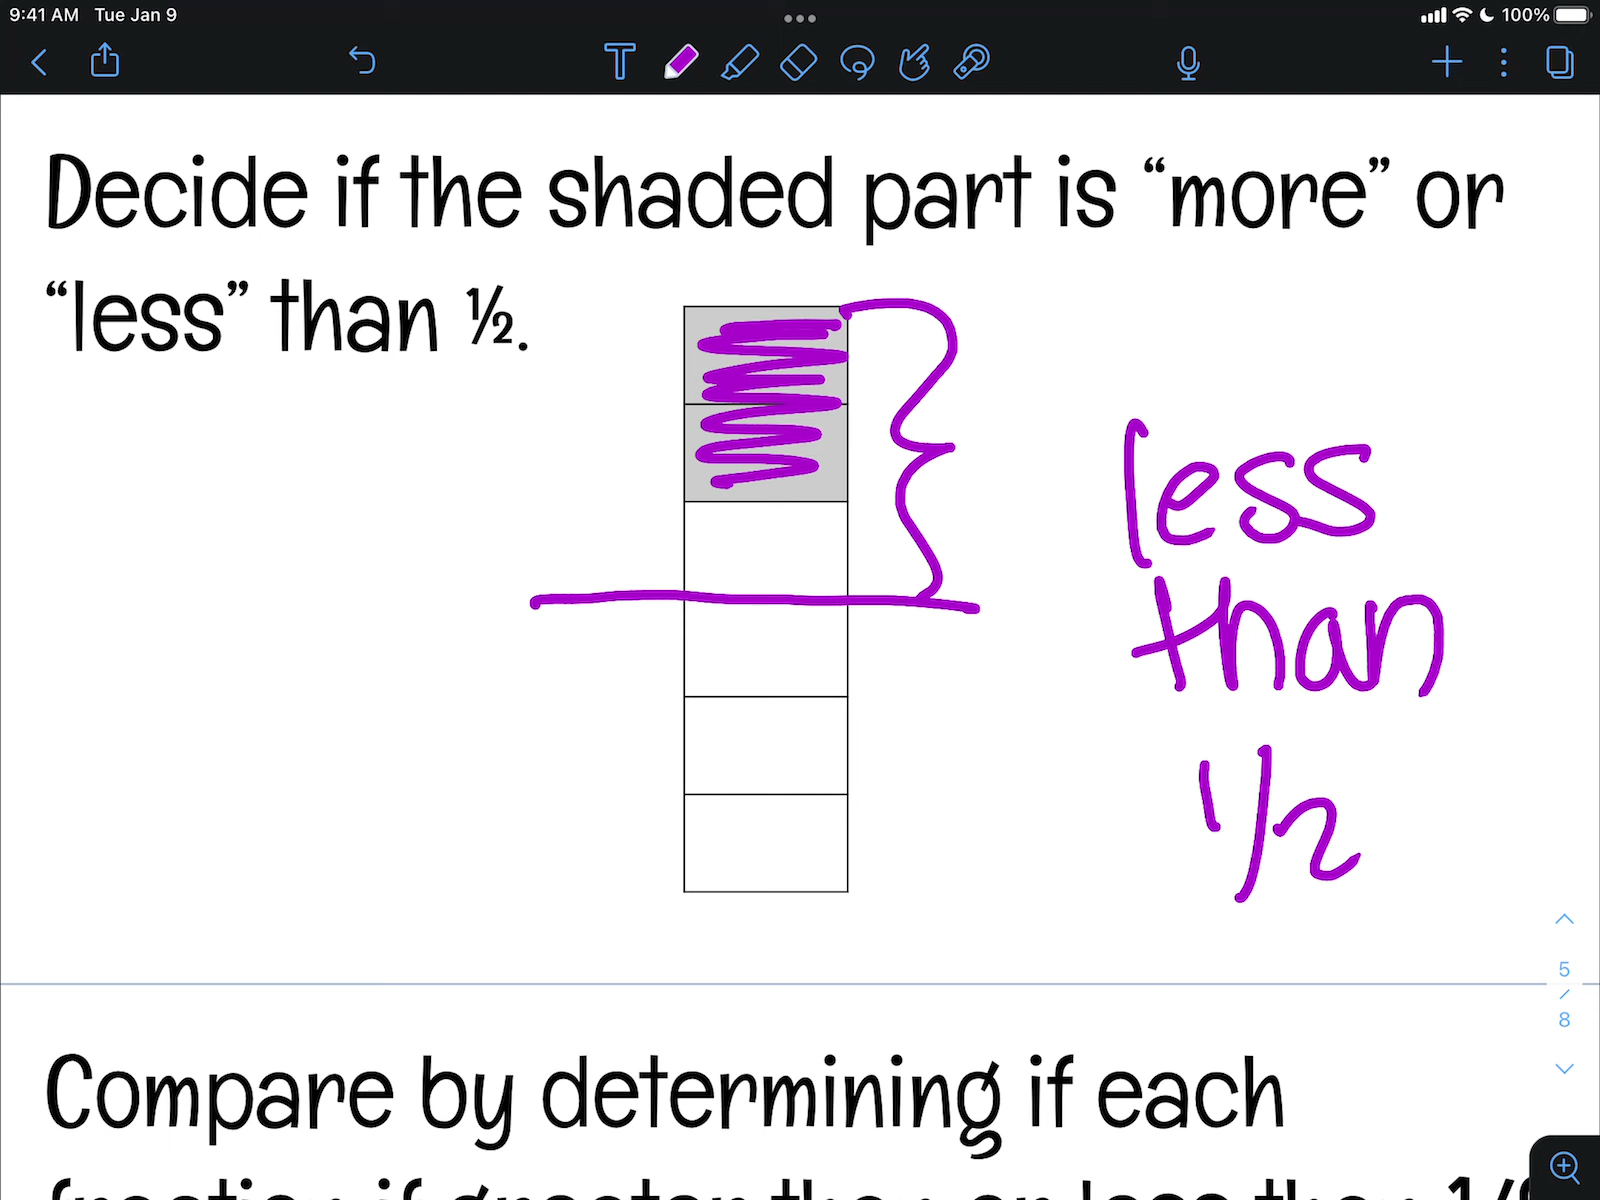 9:41 AM Tue Jan 9
100%
Decide if the shaded part is “more” or
“less” than ½.
less
than
1/2
5
/
8
Compare by determining if each